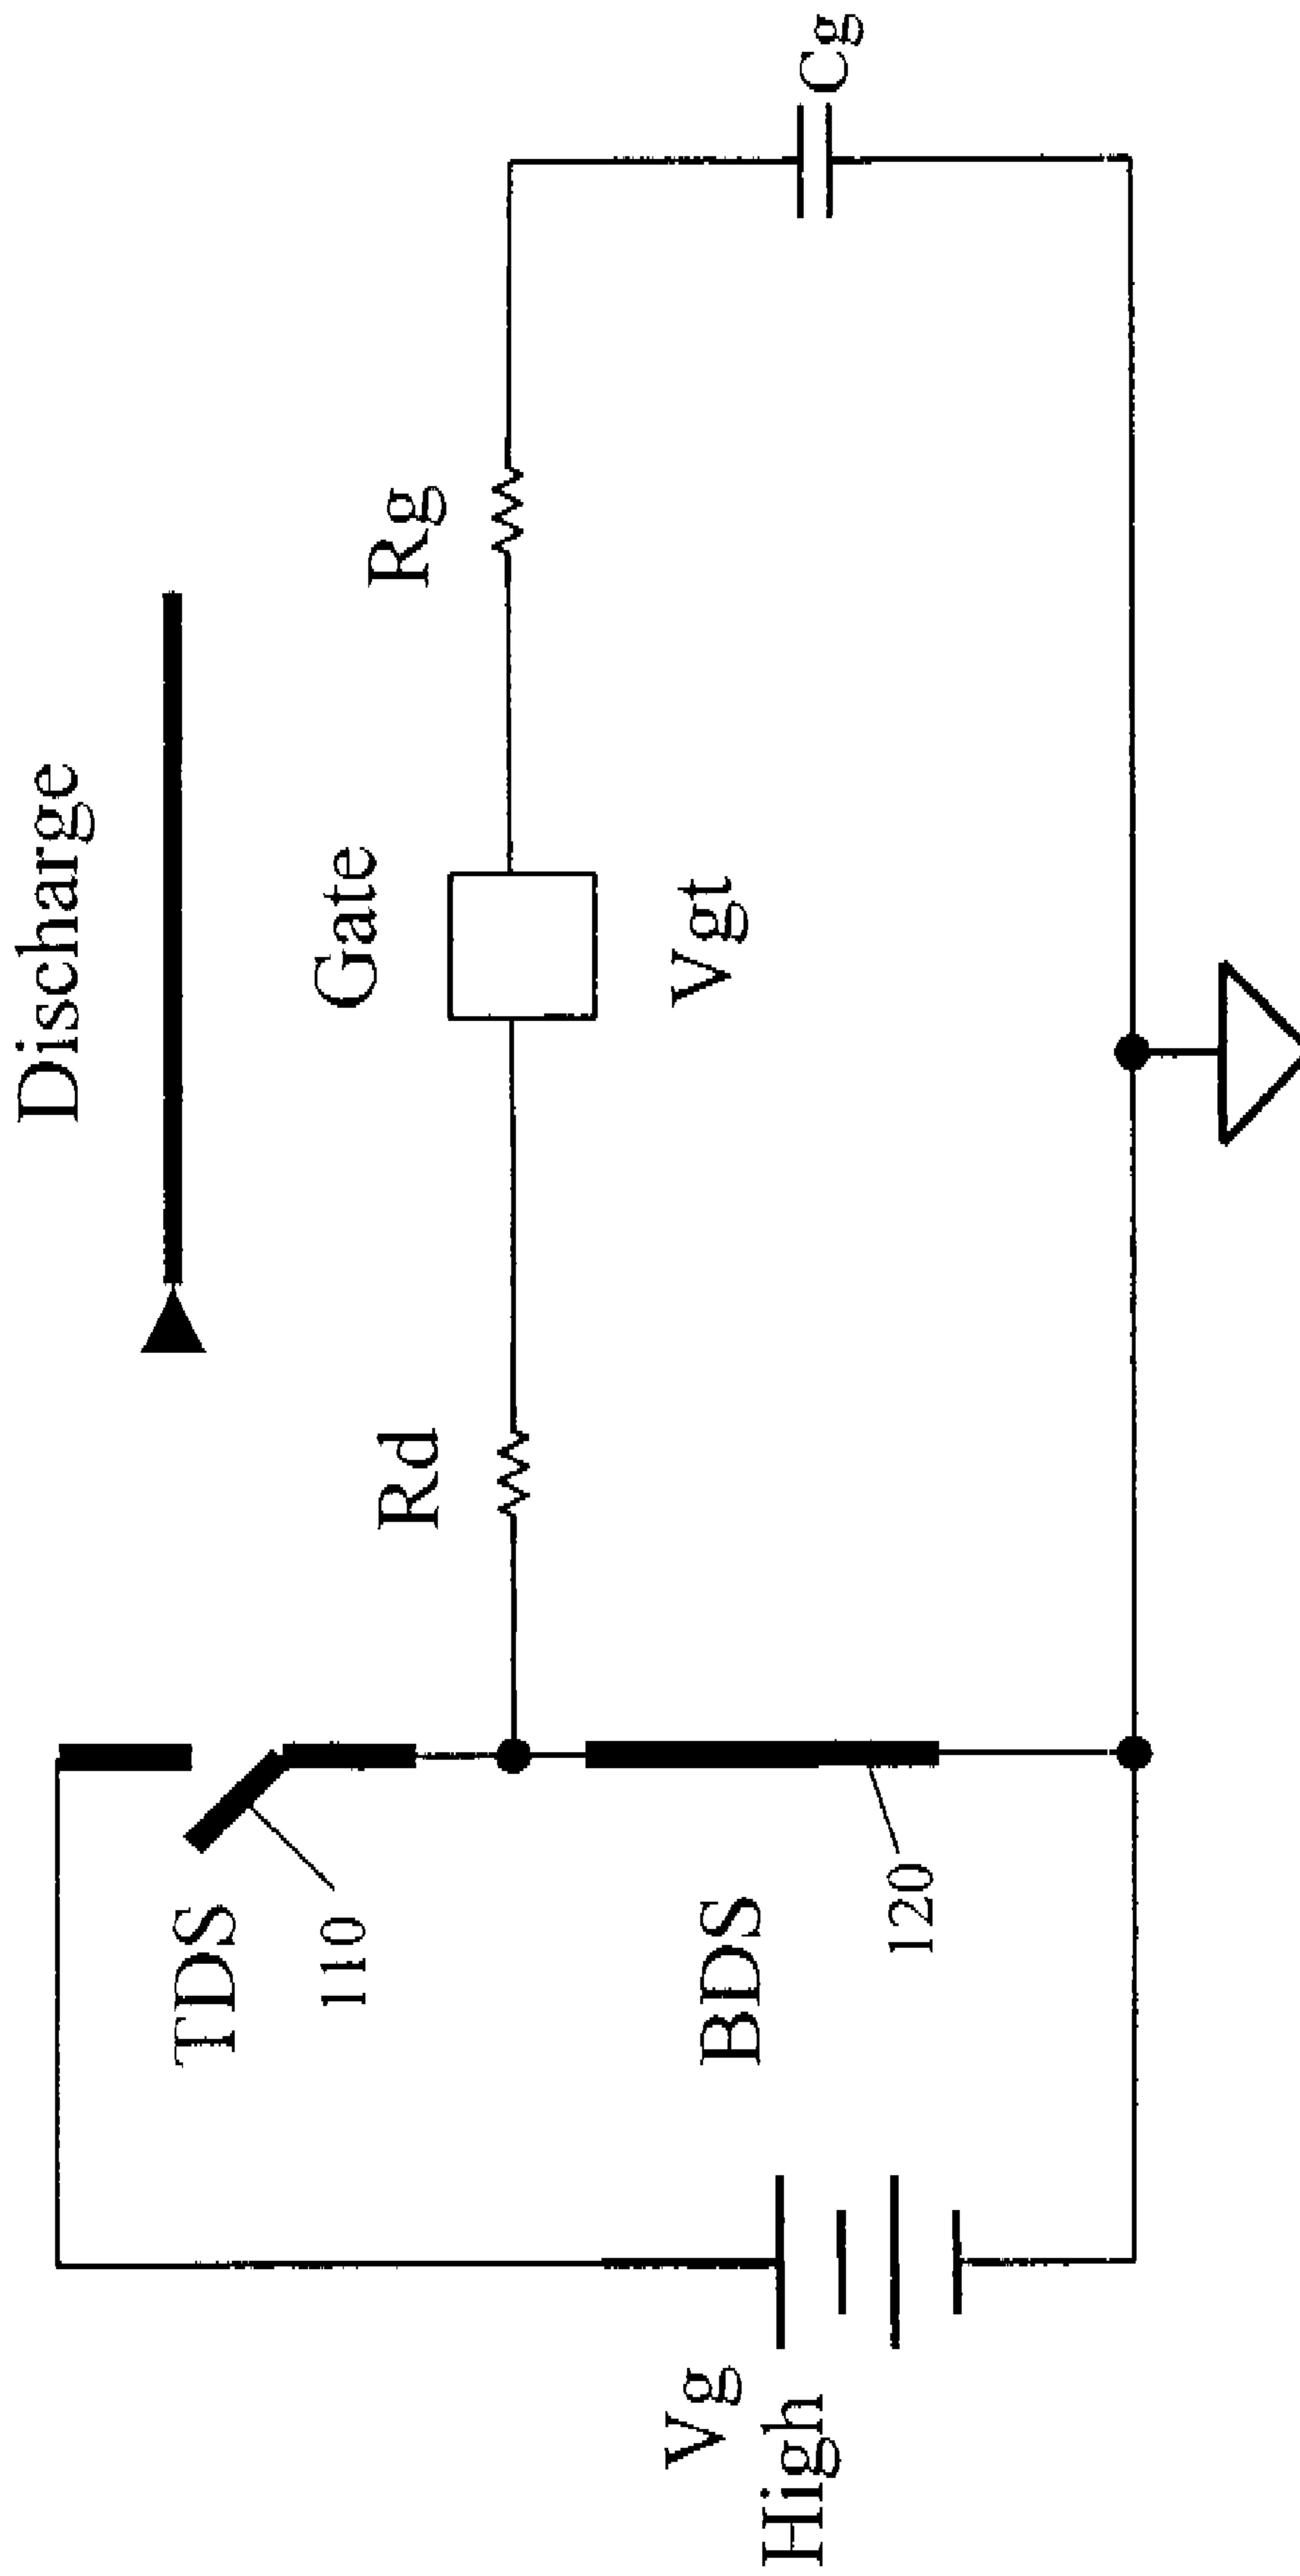 Discharge
TDS
110
Rd
Gate
Rg
Vg
High
BDS
120
Vgt
Cg